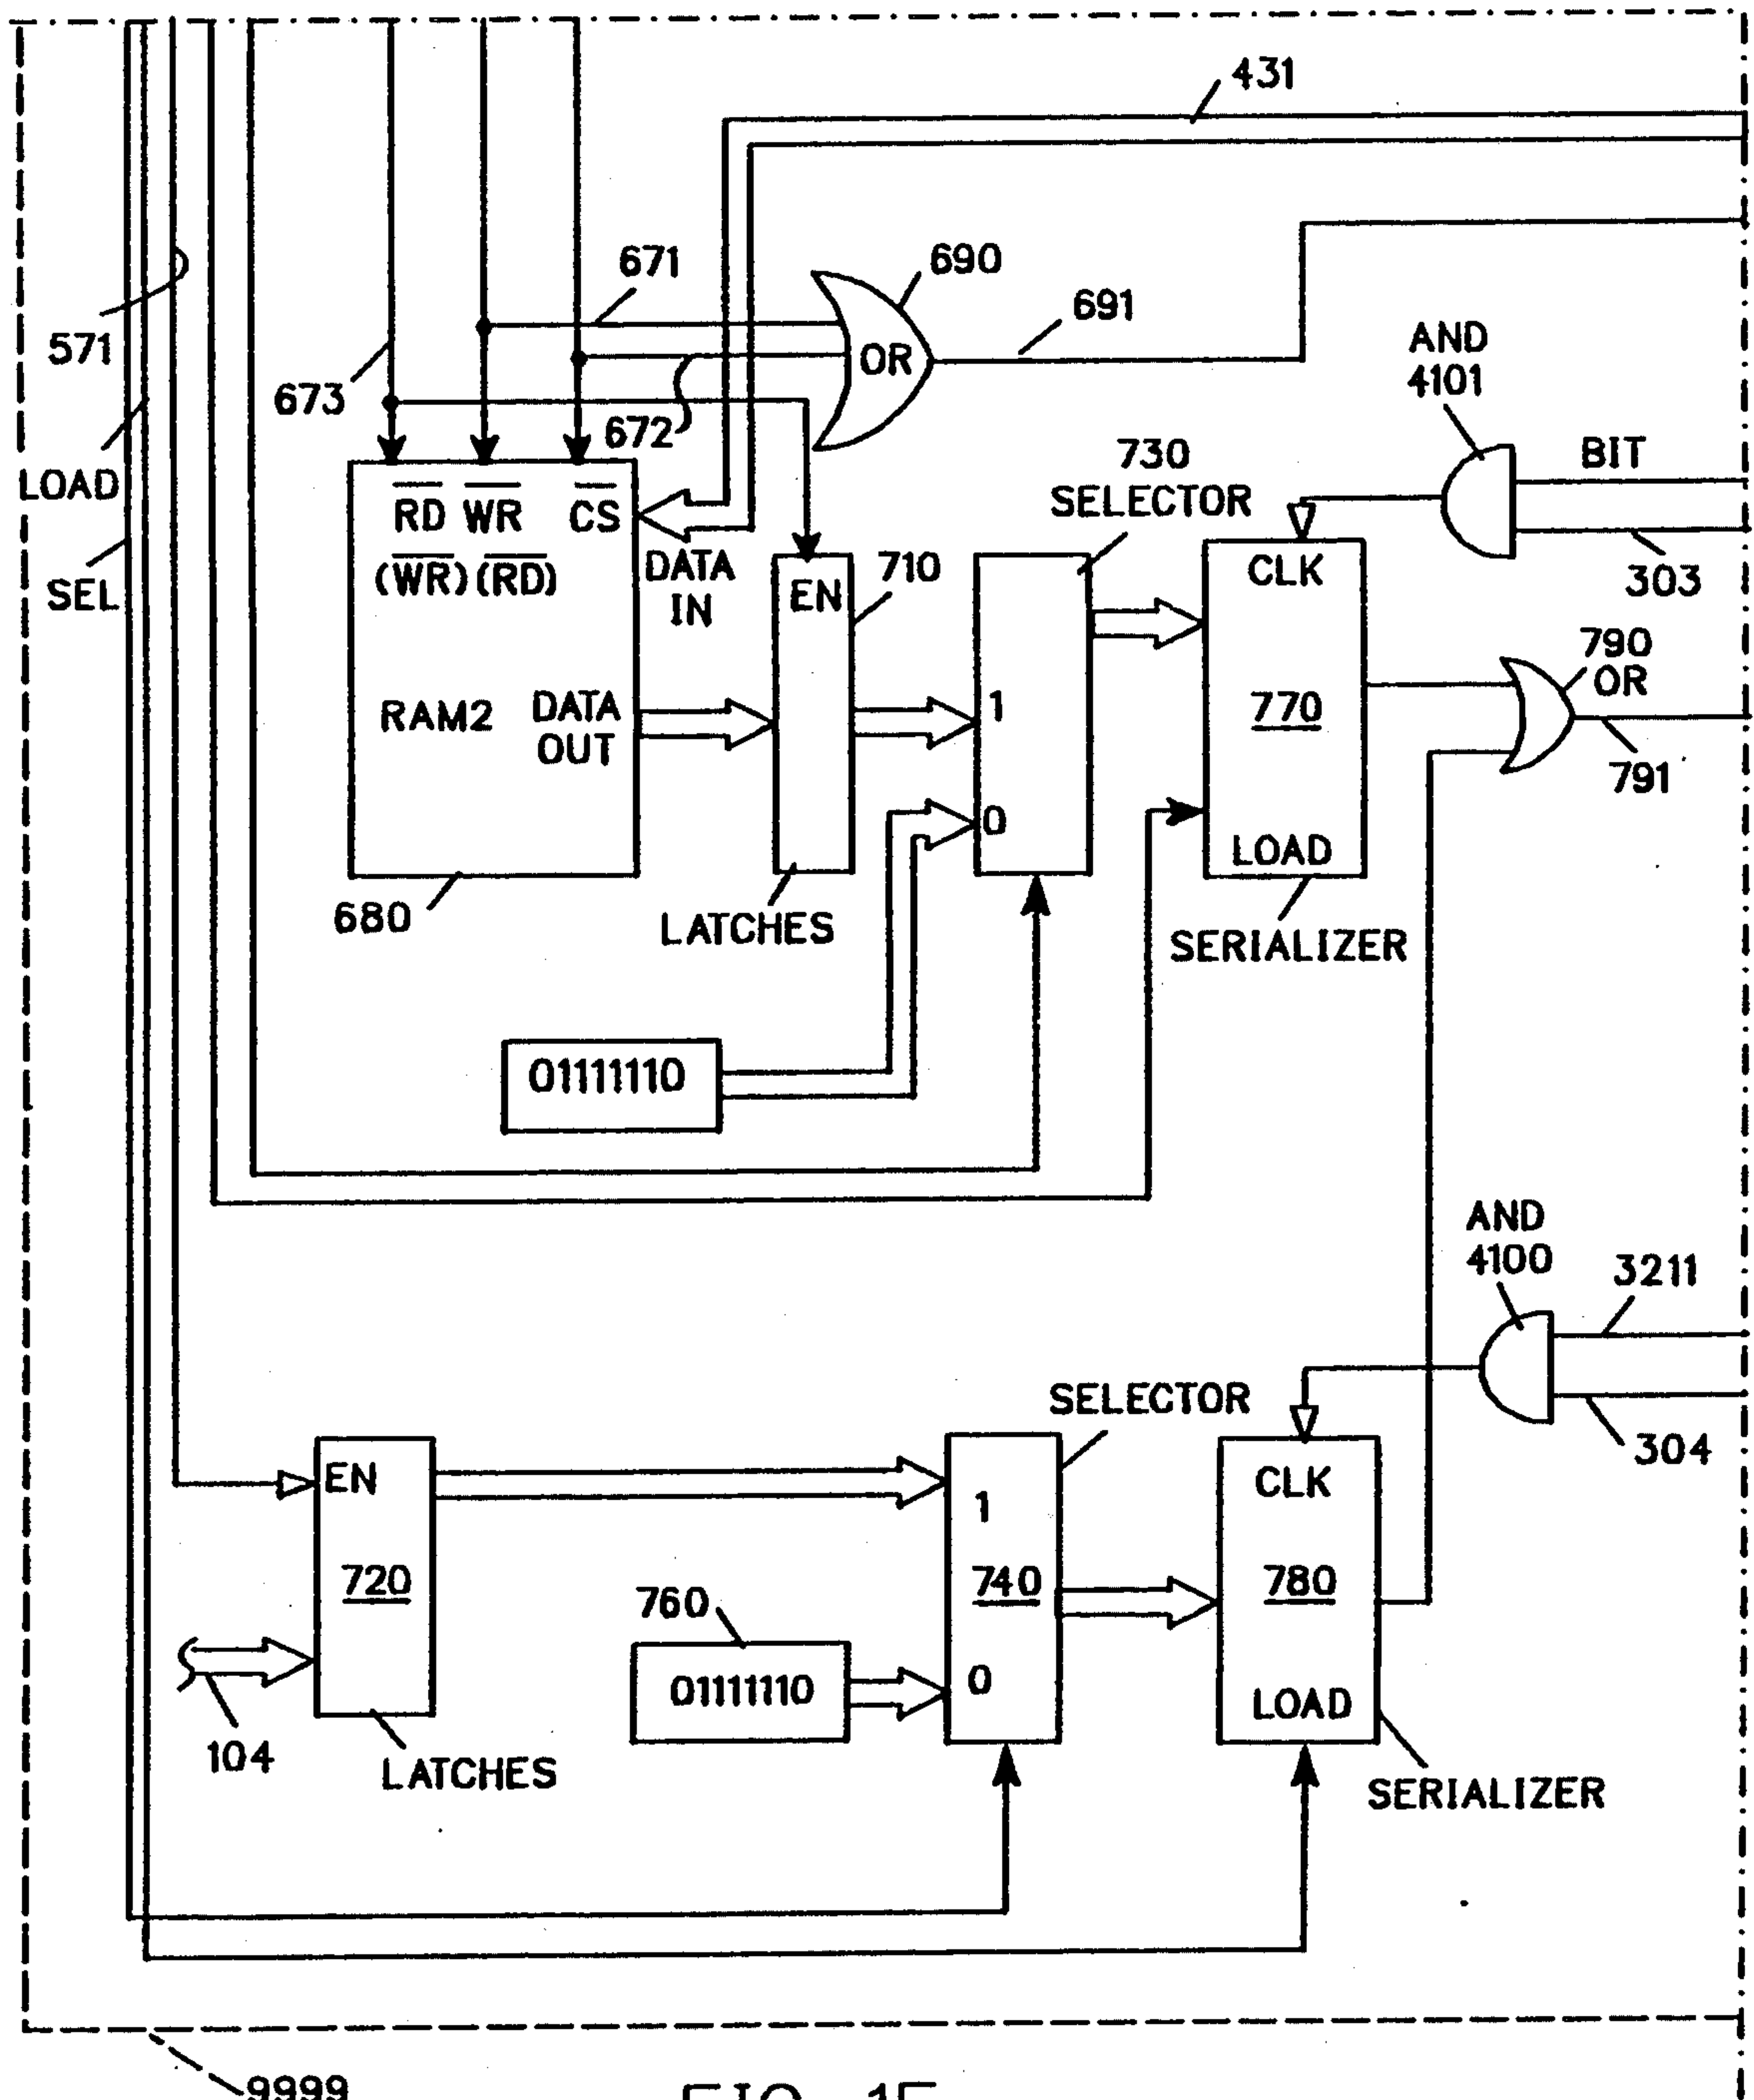 431
671
690
691
571
673
672
AND
4101
BIT
303
LOAD
SEL
RD WR CS
(WR) (RD)
DATA
IN
EN
710
730
SELECTOR
CLK
790
OR
791
OR
RAM2
DATA
OUT
1
0
770
LOAD
680
LATCHES
SERIALIZER
01111110
AND
4100
3211
304
SELECTOR
EN
720
104
LATCHES
760
01111110
1
740
0
CLK
780
LOAD
SERIALIZER
9999